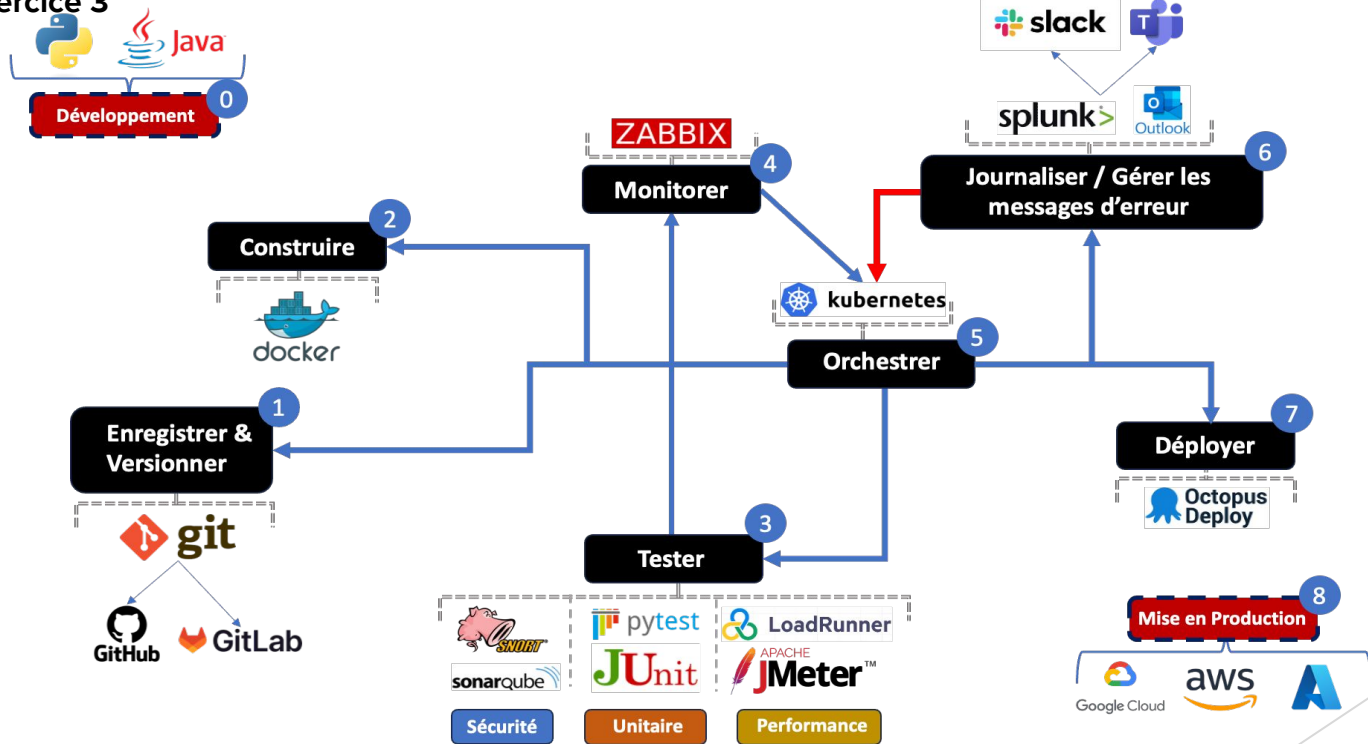 ercice 3
Java
Développement
0
slack
T
splunk>
O
Outlook
6
Journaliser / Gérer les
messages d'erreur
ZABBIX
4
Monitorer
2
Construire
docker
kubernetes
5
Orchestrer
1
Enregistrer &
Versionner
git
GitHub
GitLab
7
Déployer
Octopus
Deploy
3
Tester
SNORT
sonarqube
pytest
JUnit
LoadRunner
APACHE
JMeter™
Sécurité
Unitaire
Performance
8
Mise en Production
Google Cloud
aws